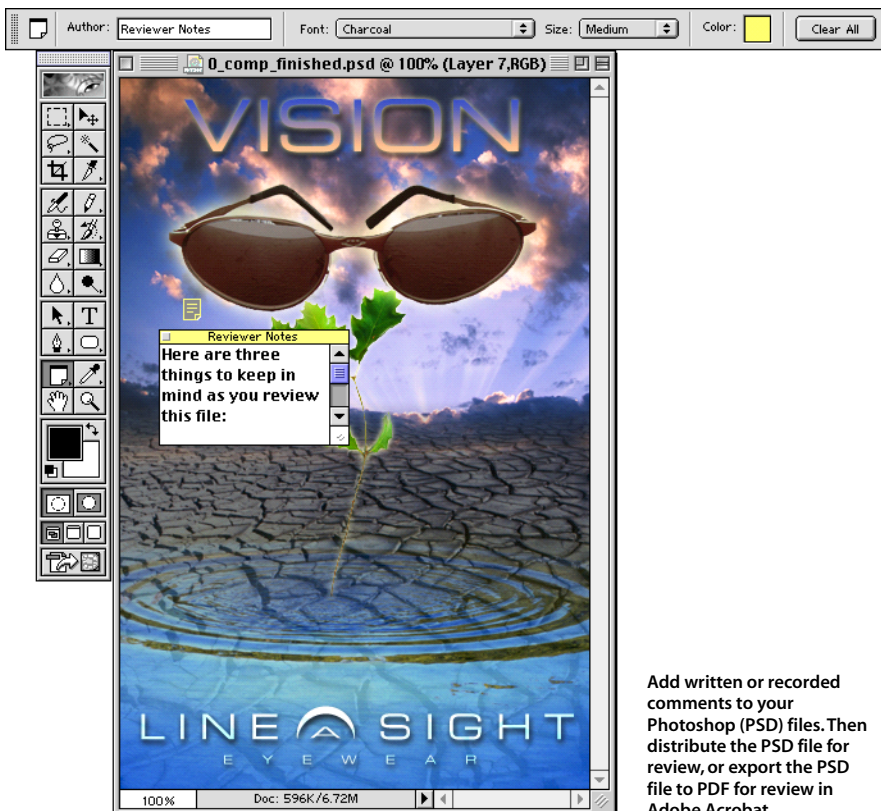 Author: Reviewer Notes Font: Charcoal Size: Medium Color: Clear All
0_comp_finished.psd @ 100% (Layer 7,RGB)
VISION
Reviewer Notes
Here are three
things to keep in
mind as you review
this file:
T
LINE A SIGHT
EYEWEAR
100% Doc: 596K/6.72M
Add written or recorded
comments to your
Photoshop (PSD) files. Then
distribute the PSD file for
review, or export the PSD
file to PDF for review in
Adobe Acrobat